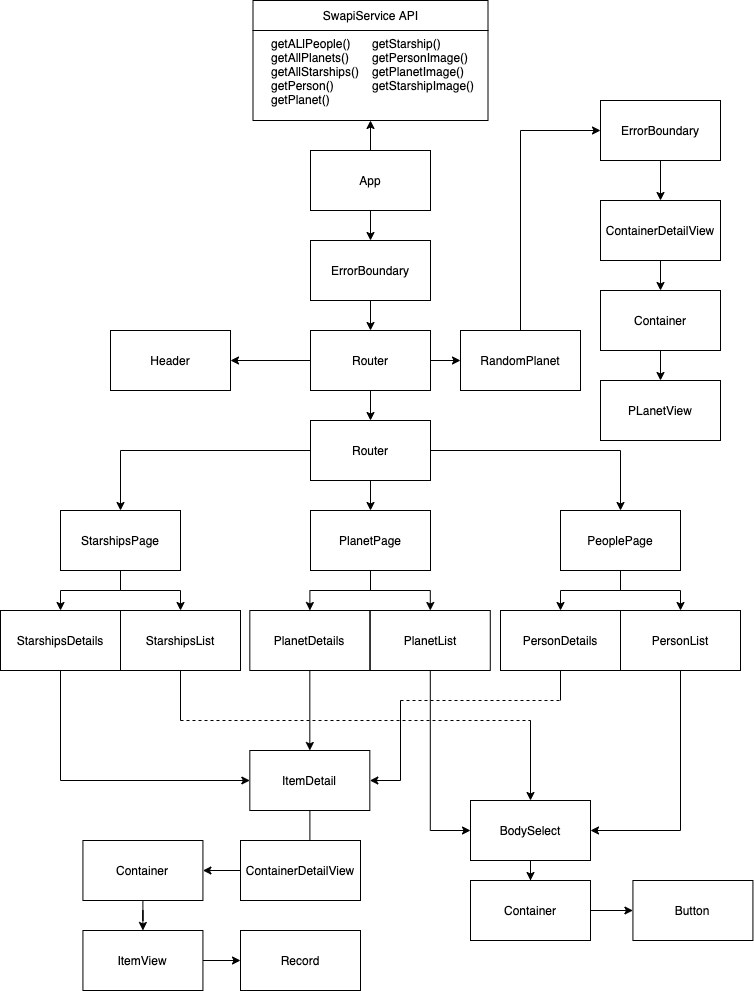 SwapiService API
getALlPeople() getStarship()
getAllPlanets() getPersonImage()
getAllStarships() getPlanetImage()
getPerson() getStarshipImage()
getPlanet()
ErrorBoundary
App
ContainerDetailView
ErrorBoundary
Container
Header
Router
RandomPlanet
PLanetView
Router
StarshipsPage
PlanetPage
PeoplePage
StarshipsDetails
StarshipsList
PlanetDetails
PlanetList
PersonDetails
PersonList
ItemDetail
BodySelect
Container
ContainerDetailView
Container
Button
ItemView
Record